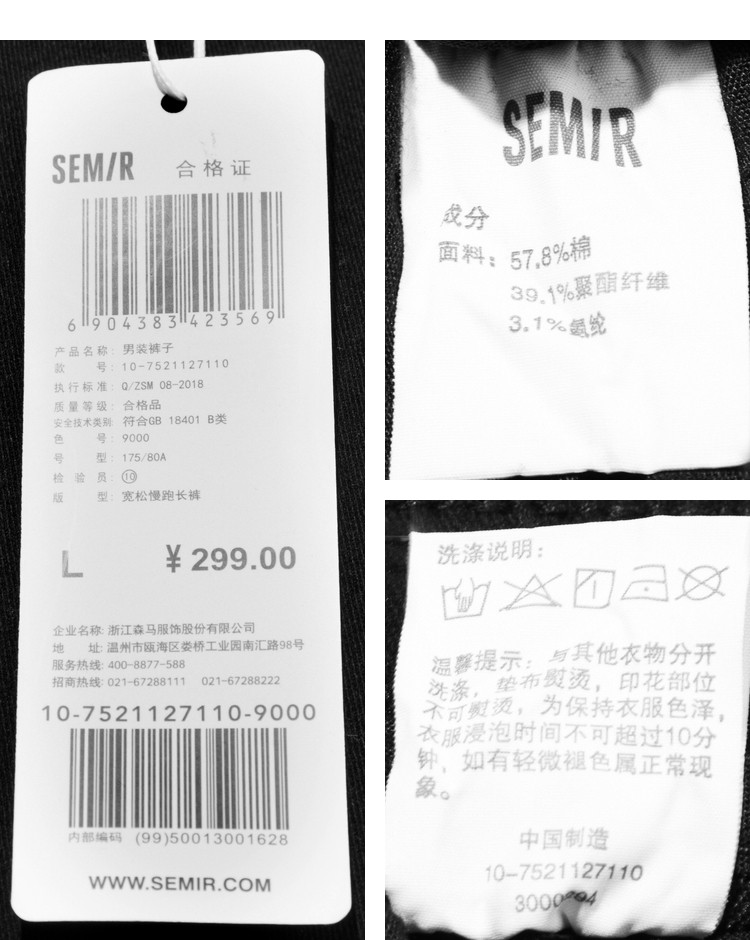 SEMIR 合格证
6 904383 423569
产品名称: 男装裤子
款 号: 10-7521127110
执行标准: Q/ZSM 08-2018
质量等级: 合格品
安全技术类别: 符合GB 18401 B类
色 号: 9000
号 型: 175/80A
检 验 员: ⑩
版 型: 宽松慢跑长裤
L ¥299.00
企业名称: 浙江森马服饰股份有限公司
地 址: 温州市瓯海区娄桥工业园南汇路98号
服务热线: 400-8877-588
招商热线: 021-67288111 021-67288222
10-7521127110-9000
内部编码 (99)50013001628
WWW.SEMIR.COM
SEMIR
成分
面料: 57.8%棉
39.1%聚酯纤维
3.1%氨纶
洗涤说明:
温馨提示: 与其他衣物分开
洗涤, 垫布熨烫, 印花部位
不可熨烫, 为保持衣服色泽,
衣服浸泡时间不可超过10分
钟, 如有轻微褪色属正常现
象。
中国制造
10-7521127110